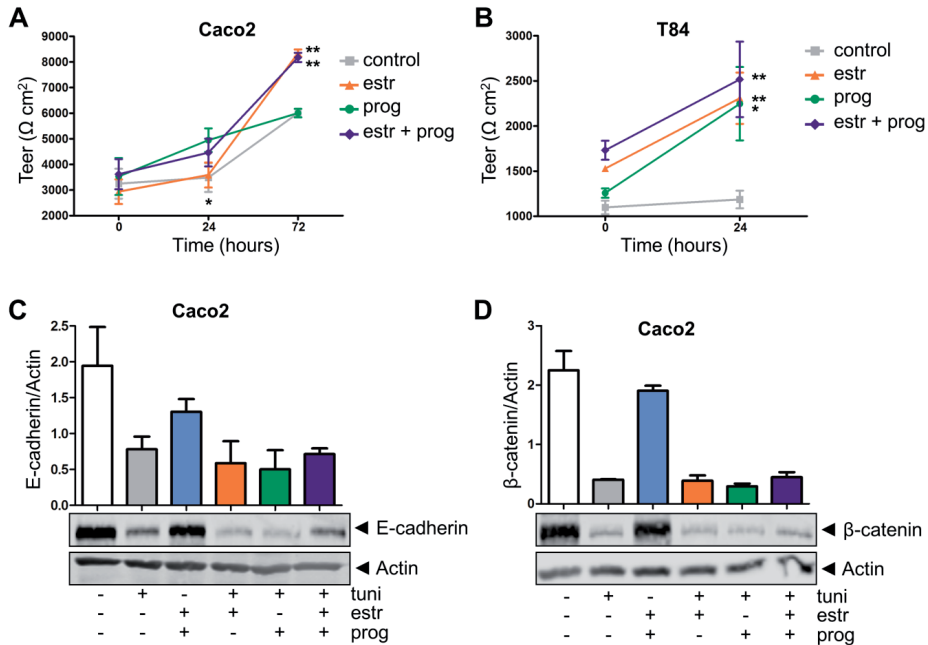 A
Caco2
Teer (Ω cm²)
9000
8000
7000
6000
5000
4000
3000
2000
**
**
*
0
24
72
Time (hours)
control
estr
prog
estr + prog
B
T84
Teer (Ω cm²)
3000
2500
2000
1500
1000
**
**
*
0
24
Time (hours)
control
estr
prog
estr + prog
C
Caco2
E-cadherin/Actin
2.5
2.0
1.5
1.0
0.5
0.0
E-cadherin
Actin
- + - + + + tuni
- - + + - + estr
- - + - + + prog
D
Caco2
β-catenin/Actin
3
2
1
0
β-catenin
Actin
- + - + + + tuni
- - + + - + estr
- - + - + + prog